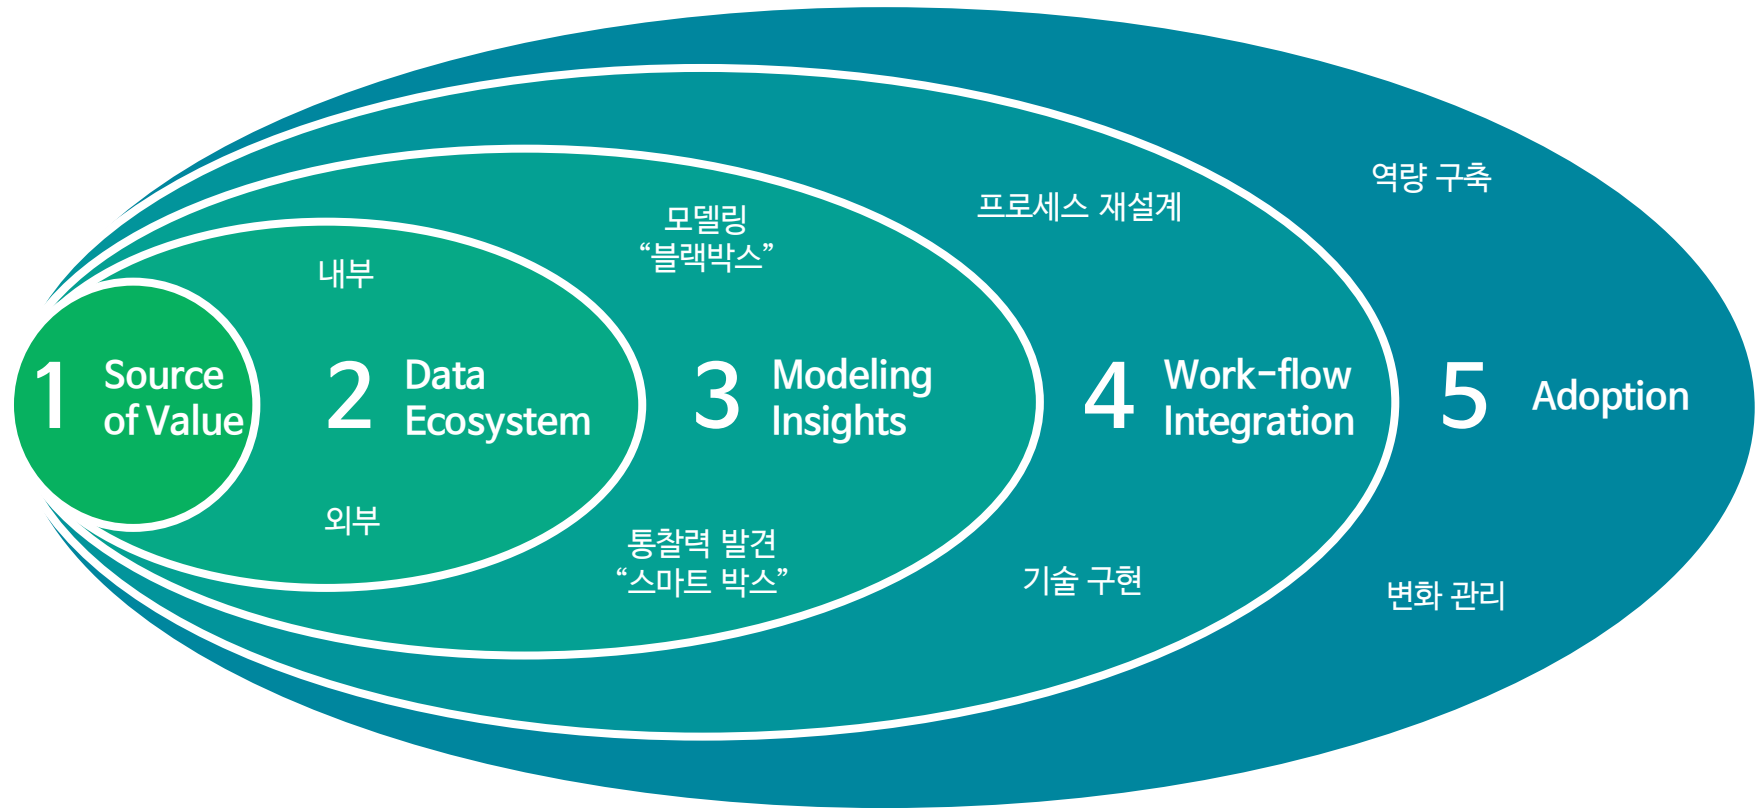 1
Source
of Value
내부
2
Data
Ecosystem
외부
모델링
“블랙박스”
3
Modeling
Insights
통찰력 발견
“스마트 박스”
프로세스 재설계
4
Work-flow
Integration
기술 구현
역량 구축
5
Adoption
변화 관리